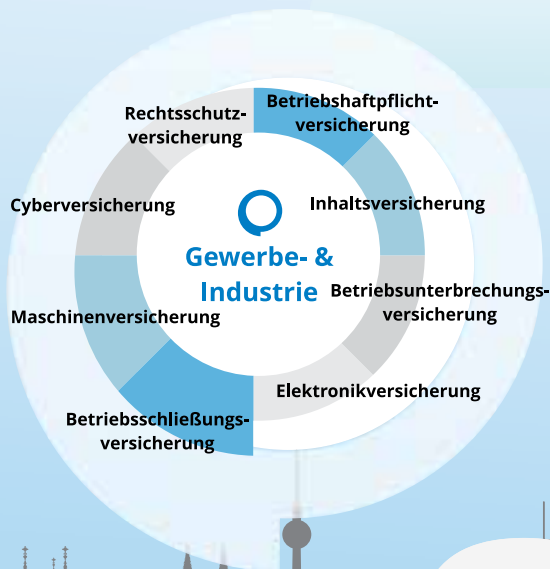 Betriebshaftpflicht-
versicherung
Inhaltsversicherung
Betriebsunterbrechungs-
versicherung
Elektronikversicherung
Betriebsschließungs-
versicherung
Maschinenversicherung
Cyberversicherung
Rechtsschutz-
versicherung
Gewerbe- &
Industrie